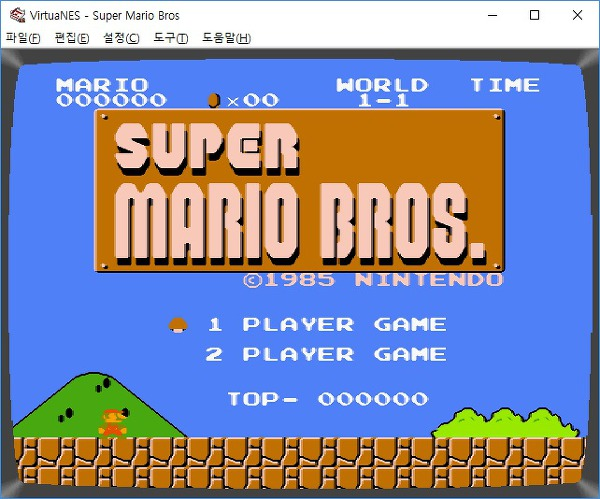 VirtuaNES - Super Mario Bros
파일(F) 편집(E) 설정(C) 도구(T) 도움말(H)
MARIO WORLD TIME
000000 ×00 1-1
SUPER
MARIO BROS.
©1985 NINTENDO
1 PLAYER GAME
2 PLAYER GAME
TOP- 000000